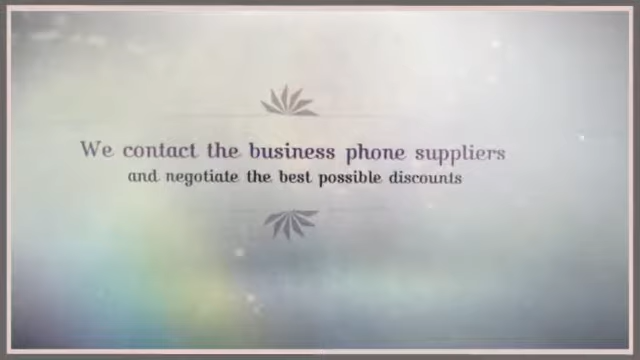 We contact the business phone suppliers
and negotiate the best possible discounts